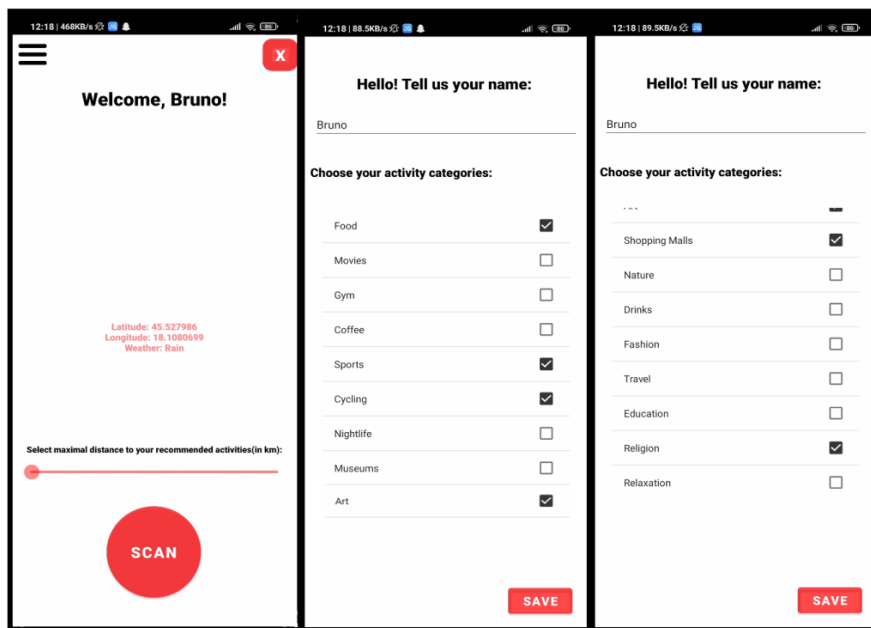 12:18 | 468KB/s
86
X
Welcome, Bruno!
Latitude: 45.527986
Longitude: 18.1080699
Weather: Rain
Select maximal distance to your recommended activities(in km):
SCAN
12:18 | 88.5KB/s
86
Hello! Tell us your name:
Bruno
Choose your activity categories:
Food
Movies
Gym
Coffee
Sports
Cycling
Nightlife
Museums
Art
SAVE
12:18 | 89.5KB/s
86
Hello! Tell us your name:
Bruno
Choose your activity categories:
Shopping Malls
Nature
Drinks
Fashion
Travel
Education
Religion
Relaxation
SAVE